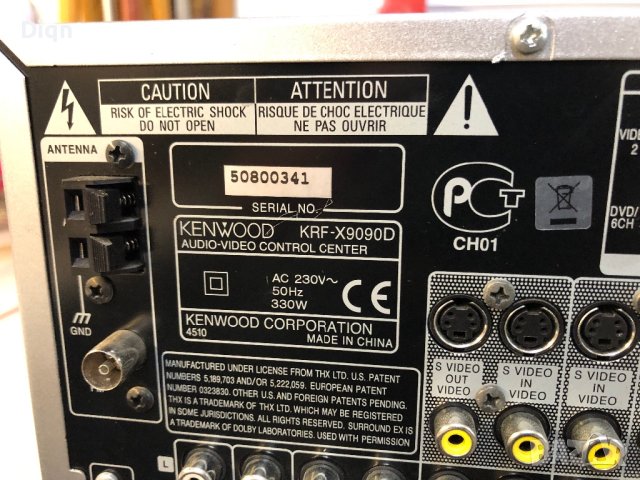 Diqn
CAUTION
RISK OF ELECTRIC SHOCK
DO NOT OPEN
ATTENTION
RISQUE DE CHOC ELECTRIQUE
NE PAS OUVRIR
ANTENNA
GND
50800341
SERIAL NO.
KENWOOD KRF-X9090D
AUDIO-VIDEO CONTROL CENTER
AC 230V~
50Hz
330W
CE
KENWOOD CORPORATION
4510
MADE IN CHINA
PCT
CH01
VIDEO
2
DVD/
6CH
MANUFACTURED UNDER LICENSE FROM THX LTD. U.S. PATENT
NUMBERS 5,189,703 AND/OR 5,222,059. EUROPEAN PATENT
NUMBER 0323830. OTHER U.S. AND FOREIGN PATENTS PENDING.
THX IS A TRADEMARK OF THX LTD. WHICH MAY BE REGISTERED
IN SOME JURISDICTIONS. ALL RIGHTS RESERVED. SURROUND EX IS
A TRADEMARK OF DOLBY LABORATORIES. USED WITH PERMISSION
S VIDEO
OUT
VIDEO
S VIDEO
IN
VIDEO
S VIDEO
IN
VIDEO
L